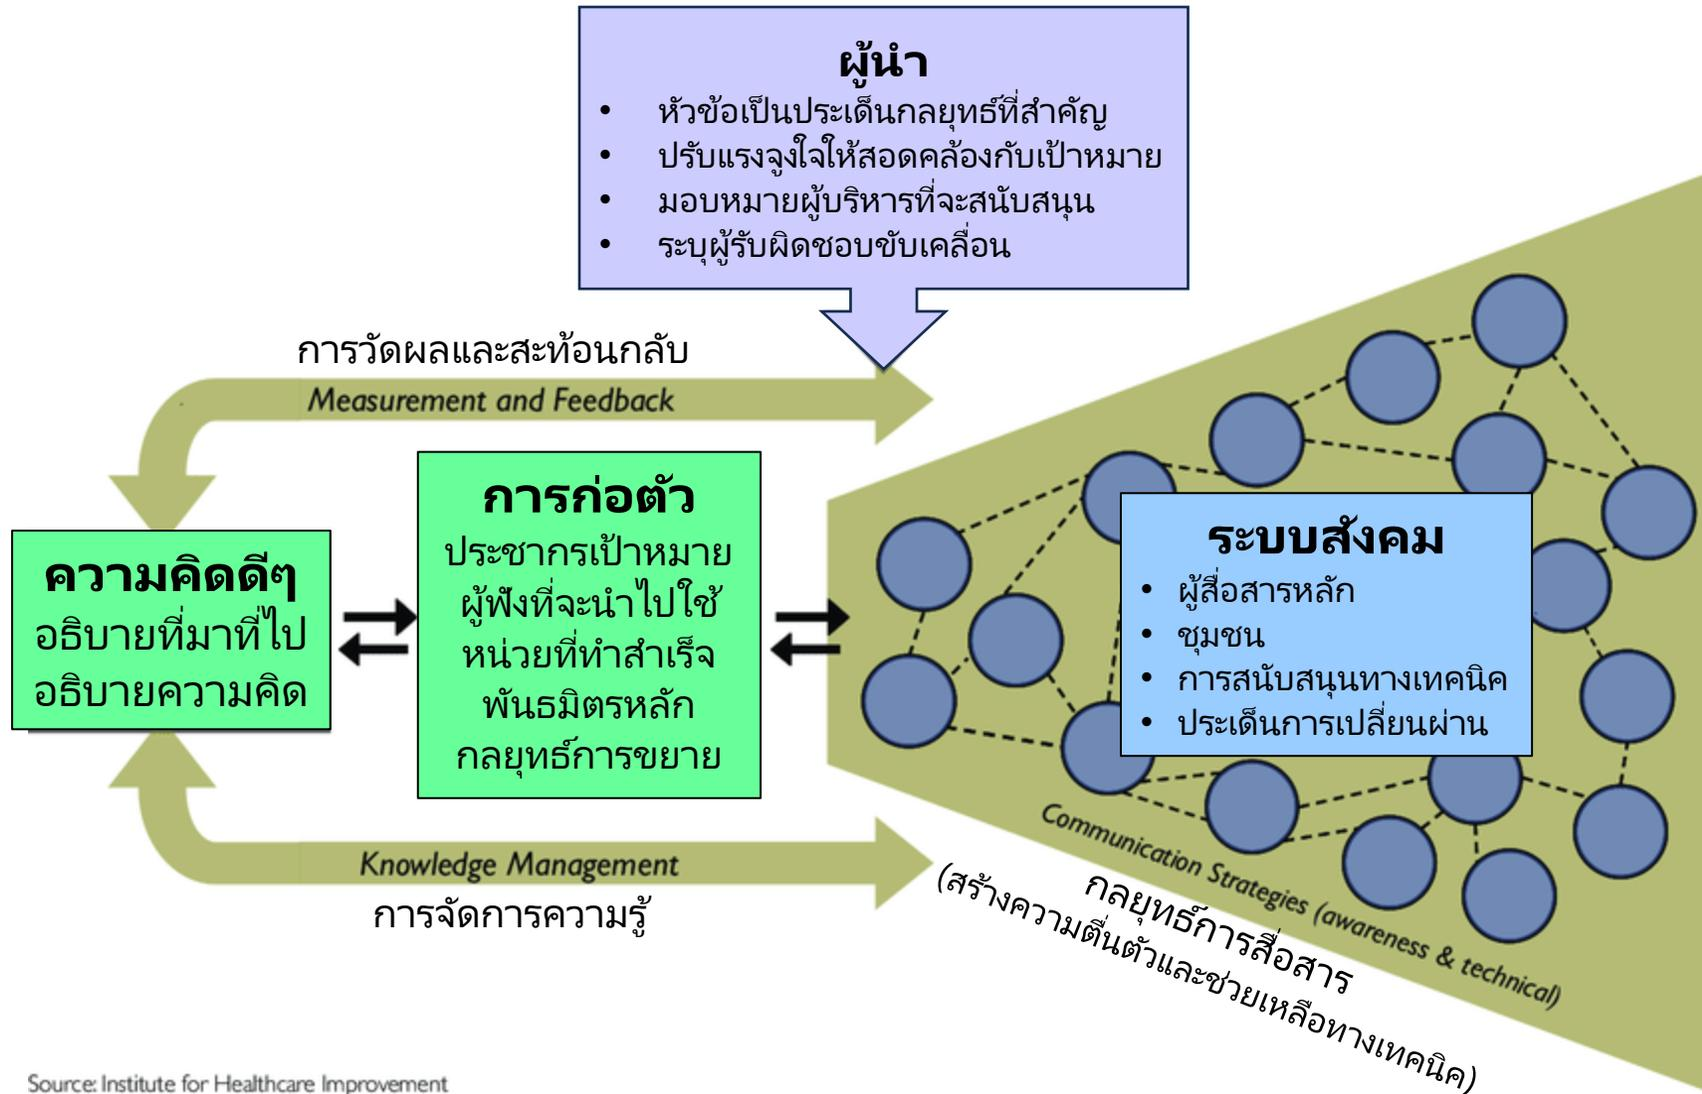 ผู้นำ
• หัวข้อเป็นประเด็นกลยุทธ์ที่สำคัญ
• ปรับแรงจูงใจให้สอดคล้องกับเป้าหมาย
• มอบหมายผู้บริหารที่จะสนับสนุน
• ระบุผู้รับผิดชอบขับเคลื่อน
การวัดผลและสะท้อนกลับ
Measurement and Feedback
ความคิดดีๆ
อธิบายที่มาที่ไป
อธิบายความคิด
การก่อตัว
ประชากรเป้าหมาย
ผู้ฟังที่จะนำไปใช้
หน่วยที่ทำสำเร็จ
พันธมิตรหลัก
กลยุทธ์การขยาย
ระบบสังคม
• ผู้สื่อสารหลัก
• ชุมชน
• การสนับสนุนทางเทคนิค
• ประเด็นการเปลี่ยนผ่าน
Knowledge Management
การจัดการความรู้
Communication Strategies (awareness & technical)
กลยุทธ์การสื่อสาร
(สร้างความตื่นตัวและช่วยเหลือทางเทคนิค)
Source: Institute for Healthcare Improvement